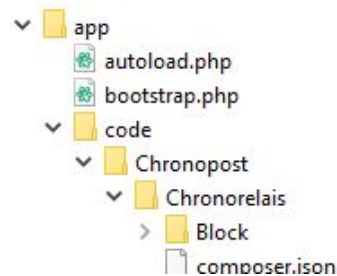 app
autoload.php
bootstrap.php
code
Chronopost
Chronorelais
Block
composer.json